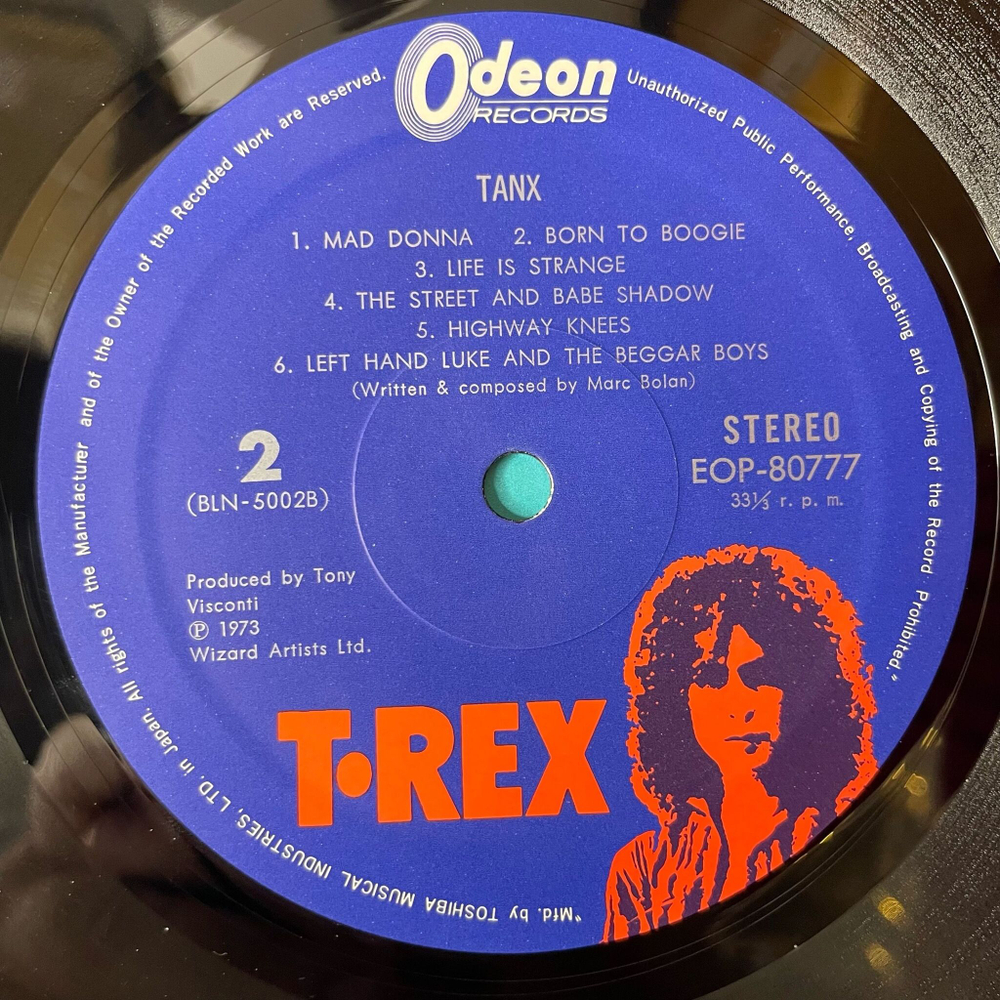 Odeon
RECORDS
TANX
1. MAD DONNA 2. BORN TO BOOGIE
3. LIFE IS STRANGE
4. THE STREET AND BABE SHADOW
5. HIGHWAY KNEES
6. LEFT HAND LUKE AND THE BEGGAR BOYS
(Written & composed by Marc Bolan)
2
(BLN-5002B)
STEREO
EOP-80777
33⅓ r. p. m.
Produced by Tony
Visconti
Ⓟ 1973
Wizard Artists Ltd.
T·REX
"Mfd. by TOSHIBA MUSICAL INDUSTRIES, LTD. in Japan. All rights of the Manufacturer and of the Owner of the Recorded Work are Reserved. Unauthorized Public Performance, Broadcasting and Copying of the Record Prohibited."